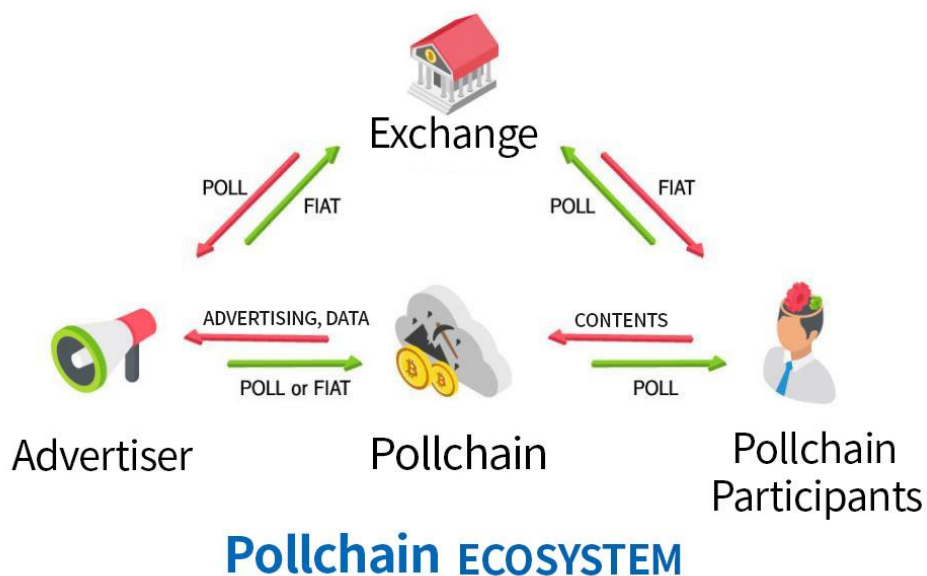 Exchange
POLL
FIAT
POLL
FIAT
ADVERTISING, DATA
POLL or FIAT
CONTENTS
POLL
Advertiser
Pollchain
Pollchain
Participants
Pollchain ECOSYSTEM